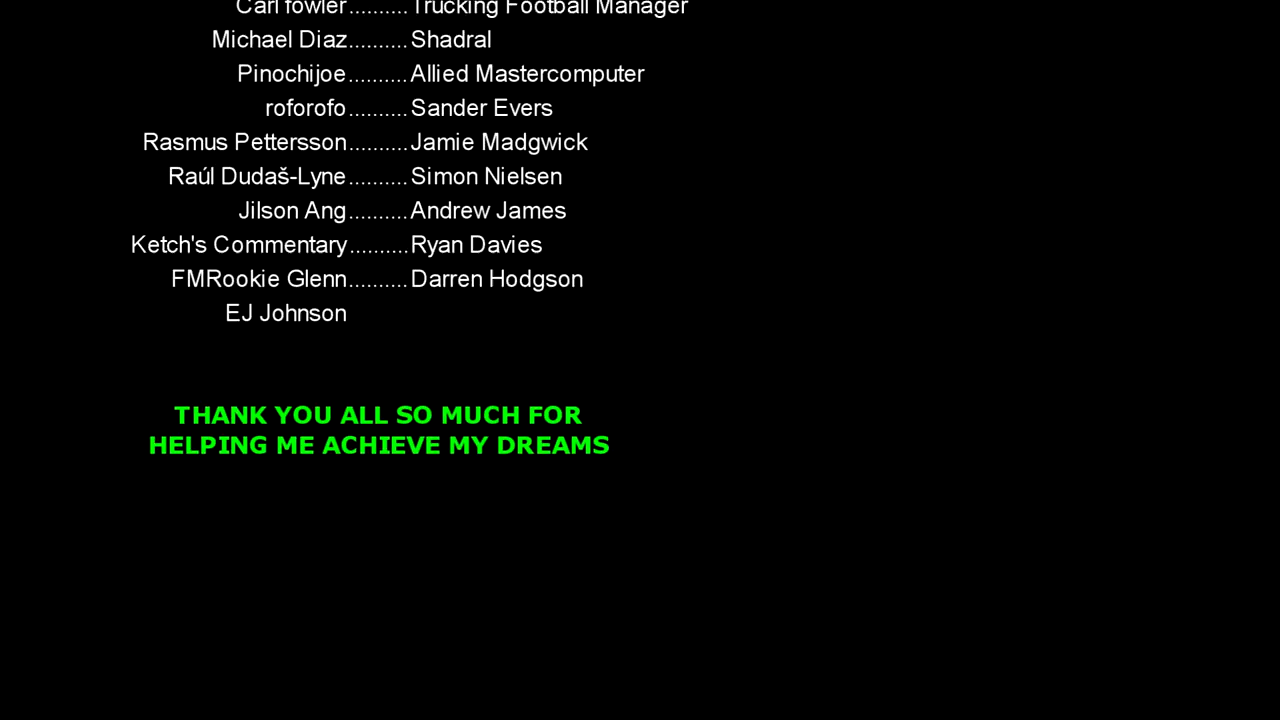 Carl fowler..........Trucking Football Manager
Michael Diaz..........Shadral
Pinochijoe..........Allied Mastercomputer
roforofo..........Sander Evers
Rasmus Pettersson..........Jamie Madgwick
Raúl Dudaš-Lyne..........Simon Nielsen
Jilson Ang..........Andrew James
Ketch's Commentary..........Ryan Davies
FMRookie Glenn..........Darren Hodgson
EJ Johnson
THANK YOU ALL SO MUCH FOR
HELPING ME ACHIEVE MY DREAMS